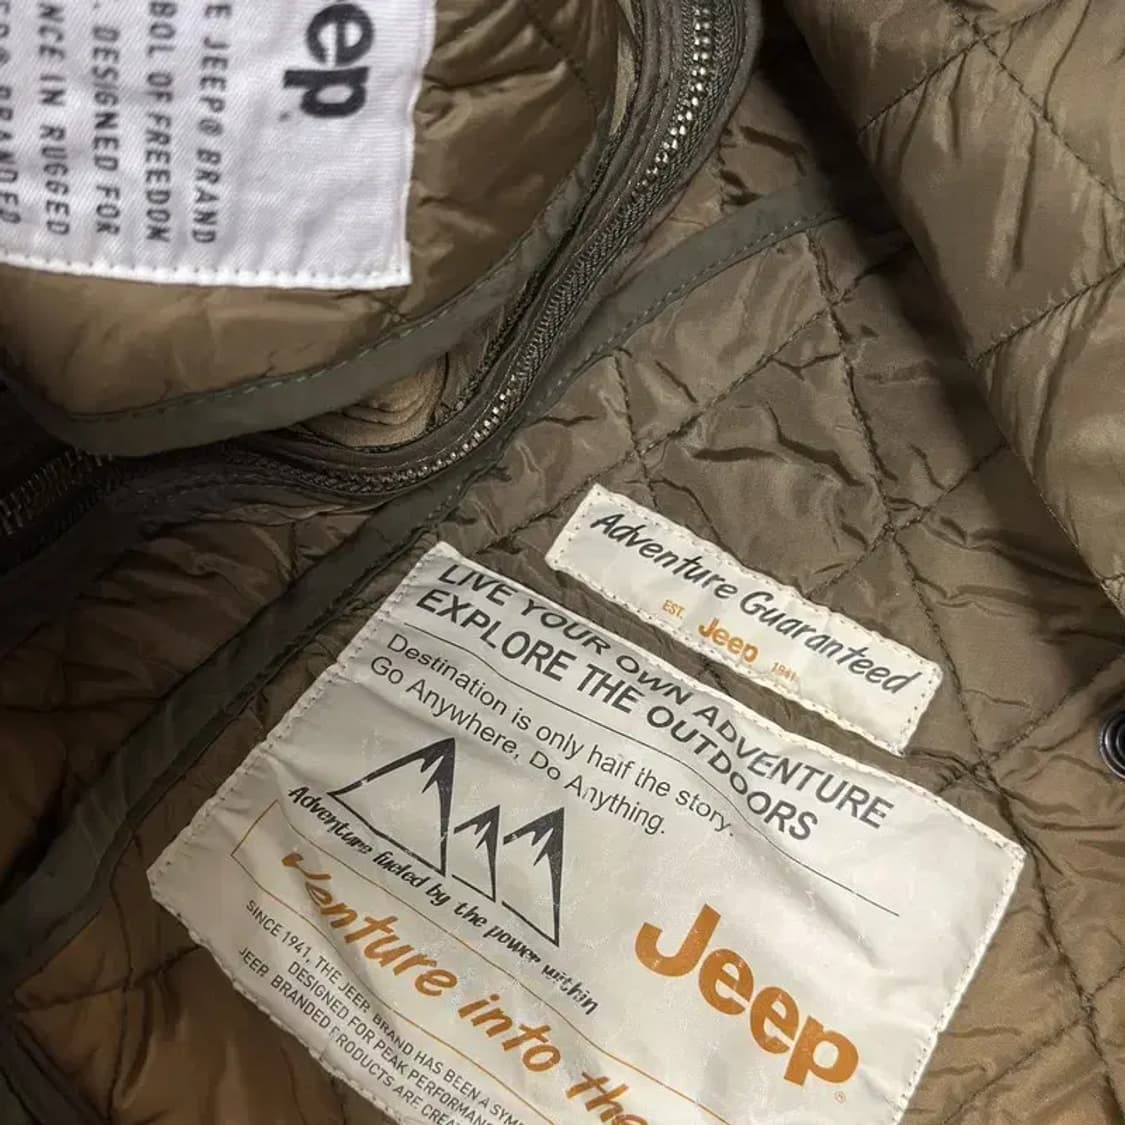 eep
E JEEP® BRAND
BOL OF FREEDOM
. DESIGNED FOR
NCE IN RUGGED
BRANDED
Adventure Guaranteed
EST. Jeep 1941
LIVE YOUR OWN ADVENTURE
EXPLORE THE OUTDOORS
Destination is only half the story.
Go Anywhere, Do Anything.
Adventure fueled by the power within
Jeep®
Venture into the
SINCE 1941, THE JEEP BRAND HAS BEEN A SYM
DESIGNED FOR PEAK PERFORMANC
JEEP BRANDED PRODUCTS ARE CREA